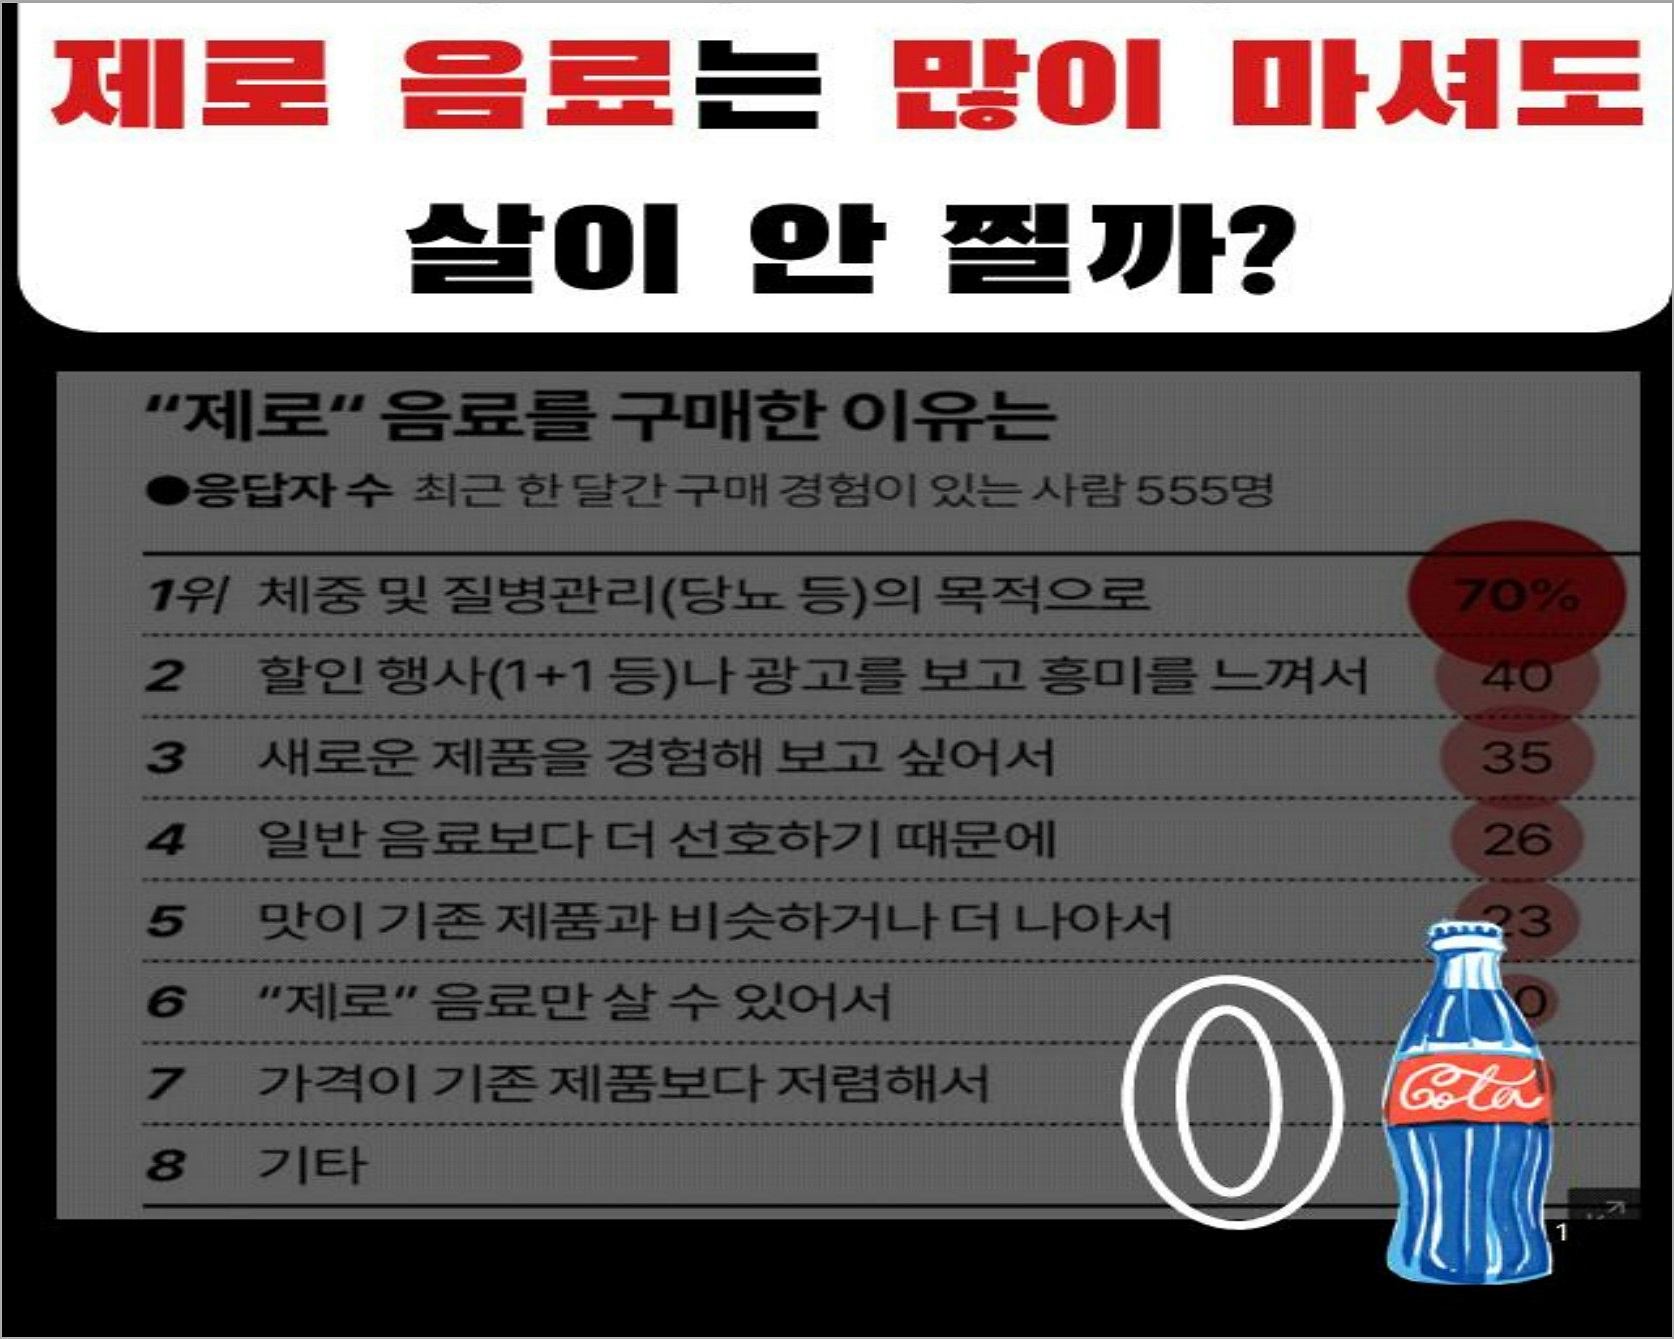 제로 음료는 많이 마셔도
살이 안 찔까?
“제로“ 음료를 구매한 이유는
●응답자 수 최근 한 달간 구매 경험이 있는 사람 555명
1위 체중 및 질병관리(당뇨 등)의 목적으로 70%
2 할인 행사(1+1 등)나 광고를 보고 흥미를 느껴서 40
3 새로운 제품을 경험해 보고 싶어서 35
4 일반 음료보다 더 선호하기 때문에 26
5 맛이 기존 제품과 비슷하거나 더 나아서 23
6 “제로” 음료만 살 수 있어서
7 가격이 기존 제품보다 저렴해서
8 기타
0
Cola
1